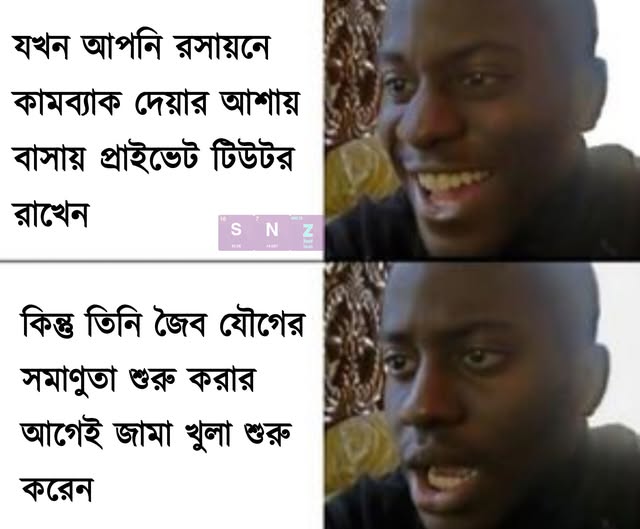 যখন আপনি রসায়নে
কামব্যাক দেয়ার আশায়
বাসায় প্রাইভেট টিউটর
রাখেন
S N Z
কিন্তু তিনি জৈব যৌগের
সমাণুতা শুরু করার
আগেই জামা খুলা শুরু
করেন